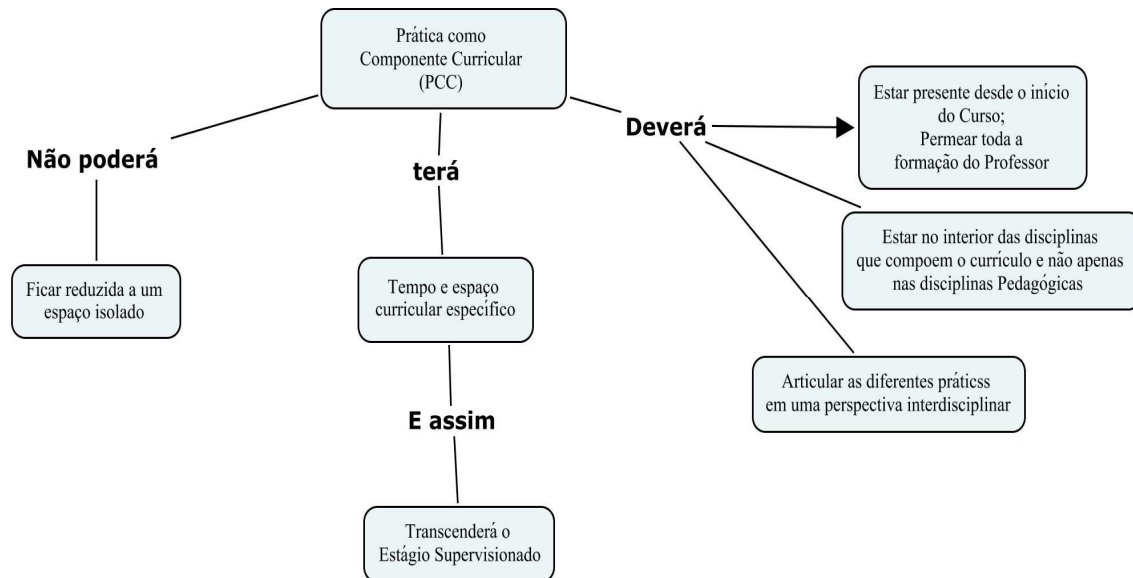 Prática como
Componente Curricular
(PCC)
Não poderá
Ficar reduzida a um
espaço isolado
terá
Tempo e espaço
curricular específico
E assim
Transcenderá o
Estágio Supervisionado
Deverá
Estar presente desde o início
do Curso;
Permear toda a
formação do Professor
Estar no interior das disciplinas
que compoem o currículo e não apenas
nas disciplinas Pedagógicas
Articular as diferentes prátícss
em uma perspectiva interdisciplinar